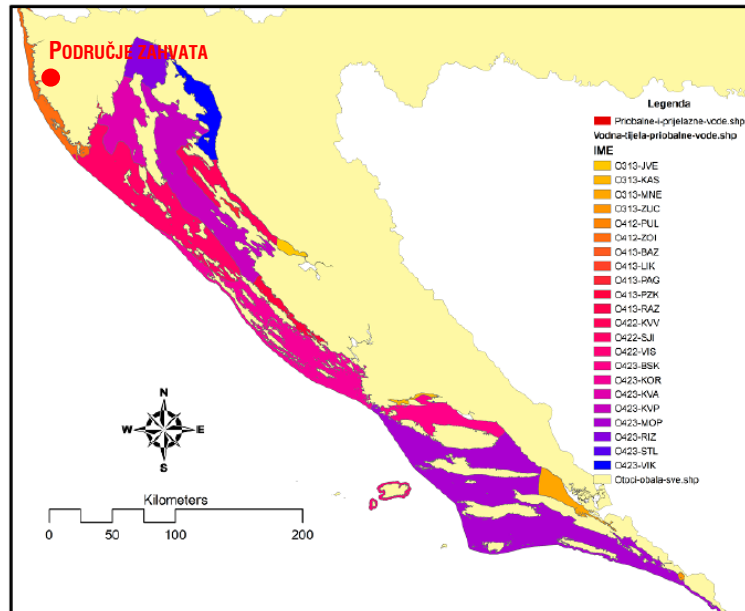 PODRUČJE ZAHVATA
Legenda
Priobalne-i-prijelazne-vode.shp
Vodna-tijela-priobalne-vode.shp
IME
O313-JVE
O313-KAS
O313-MNE
O313-ZUC
O412-PUL
O412-ZOI
O413-BAZ
O413-LIK
O413-PAG
O413-PZK
O413-RAZ
O422-KVV
O422-SJI
O422-VIS
O423-BSK
O423-KOR
O423-KVA
O423-KVP
O423-MOP
O423-RIZ
O423-STL
O423-VIK
Otoci-obala-sve.shp
N
W E
S
Kilometers
0 50 100 200